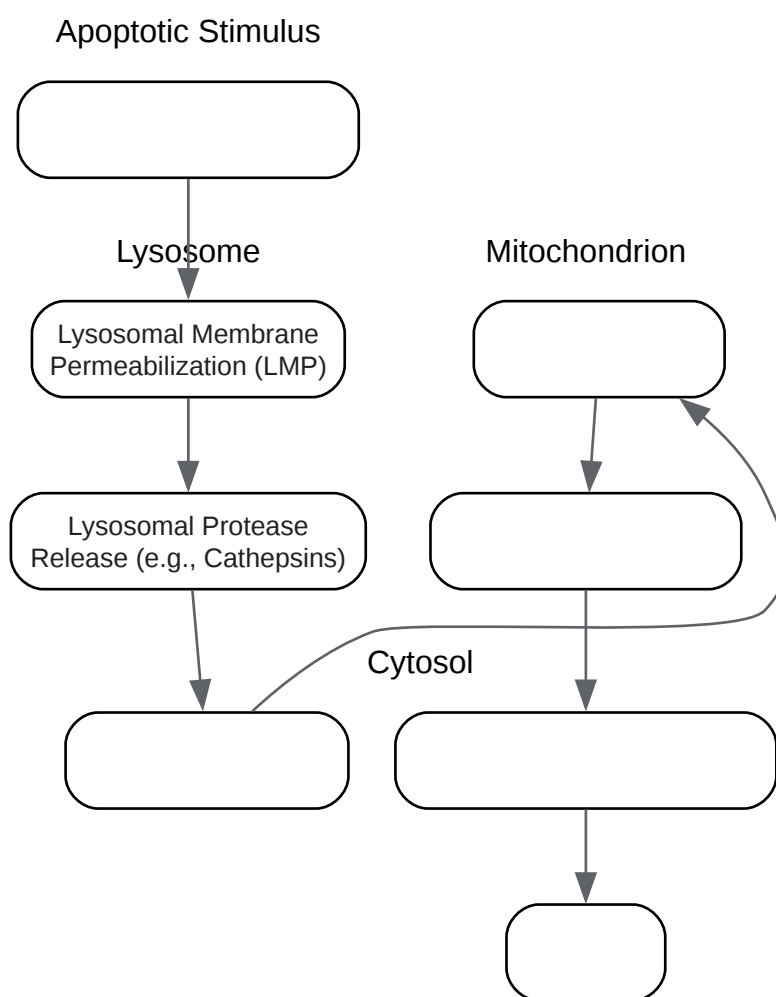 Apoptotic Stimulus
Lysosome
Mitochondrion
Lysosomal Membrane
Permeabilization (LMP)
Lysosomal Protease
Release (e.g., Cathepsins)
Cytosol